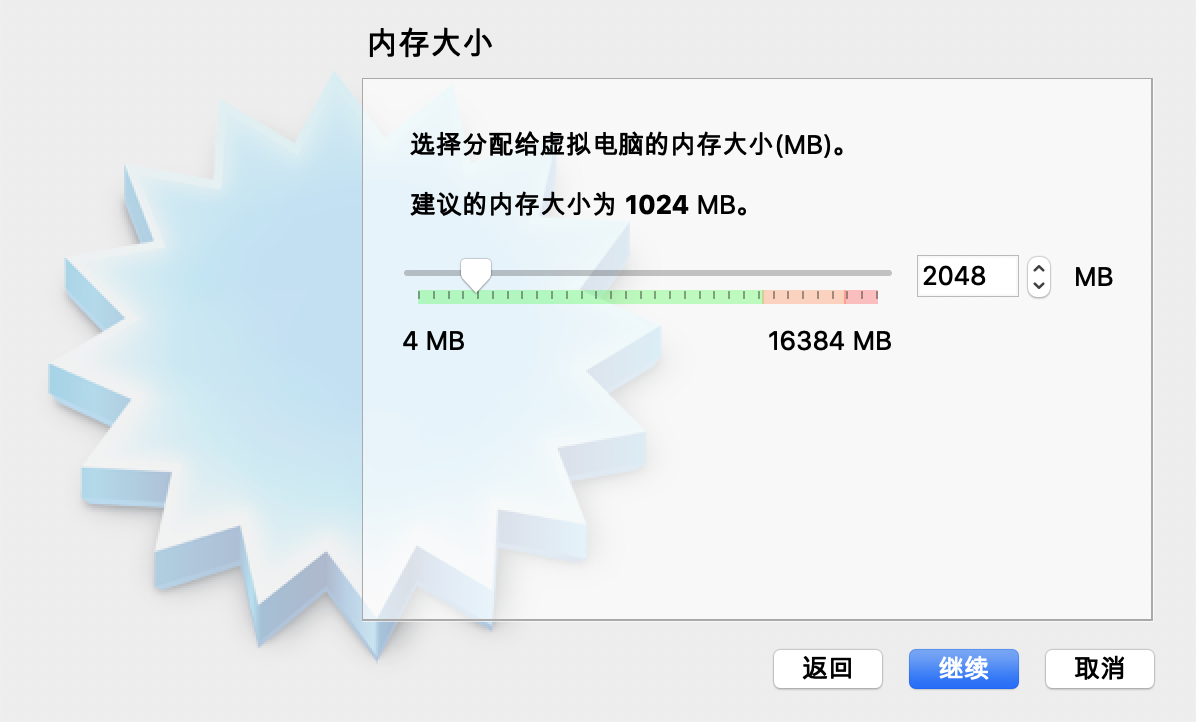 内存大小
选择分配给虚拟电脑的内存大小(MB)。
建议的内存大小为 1024 MB。
2048 MB
4 MB 16384 MB
返回 继续 取消